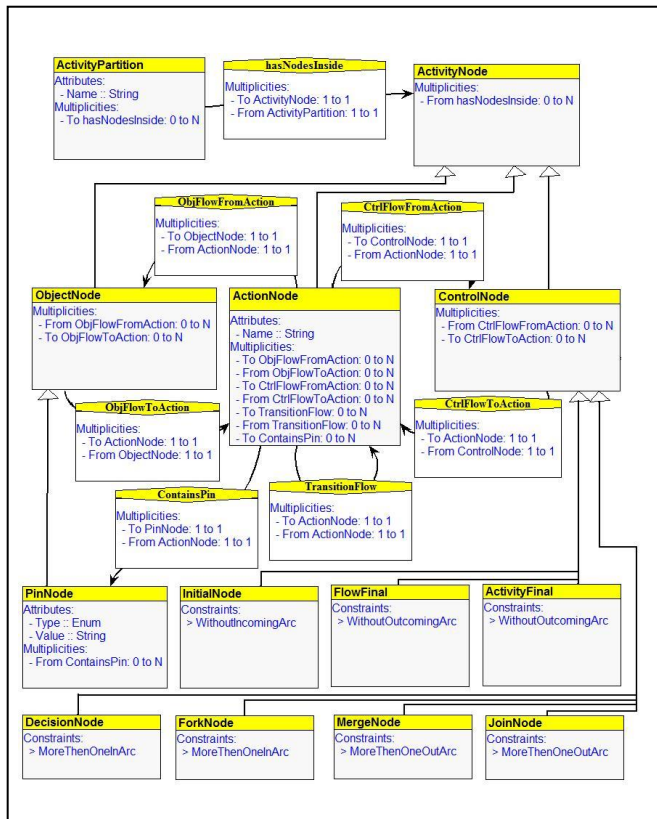 ActivityPartition
Attributes:
- Name :: String
Multiplicities:
- To hasNodesInside: 0 to N
hasNodesInside
Multiplicities:
- To ActivityNode: 1 to 1
- From ActivityPartition: 1 to 1
ActivityNode
Multiplicities:
- From hasNodesInside: 0 to N
ObjFlowFromAction
Multiplicities:
- To ObjectNode: 1 to 1
- From ActionNode: 1 to 1
CtrlFlowFromAction
Multiplicities:
- To ControlNode: 1 to 1
- From ActionNode: 1 to 1
ObjectNode
Multiplicities:
- From ObjFlowFromAction: 0 to N
- To ObjFlowToAction: 0 to N
ActionNode
Attributes:
- Name :: String
Multiplicities:
- To ObjFlowFromAction: 0 to N
- From ObjFlowToAction: 0 to N
- To CtrlFlowFromAction: 0 to N
- From CtrlFlowToAction: 0 to N
- To TransitionFlow: 0 to N
- From TransitionFlow: 0 to N
- To ContainsPin: 0 to N
ControlNode
Multiplicities:
- From CtrlFlowFromAction: 0 to N
- To CtrlFlowToAction: 0 to N
ObjFlowToAction
Multiplicities:
- To ActionNode: 1 to 1
- From ObjectNode: 1 to 1
CtrlFlowToAction
Multiplicities:
- To ActionNode: 1 to 1
- From ControlNode: 1 to 1
ContainsPin
Multiplicities:
- To PinNode: 1 to 1
- From ActionNode: 1 to 1
TransitionFlow
Multiplicities:
- To ActionNode: 1 to 1
- From ActionNode: 1 to 1
PinNode
Attributes:
- Type :: Enum
- Value :: String
Multiplicities:
- From ContainsPin: 0 to N
InitialNode
Constraints:
> WithoutIncomingArc
FlowFinal
Constraints:
> WithoutOutcomingArc
ActivityFinal
Constraints:
> WithoutOutcomingArc
DecisionNode
Constraints:
> MoreThenOneInArc
ForkNode
Constraints:
> MoreThenOneInArc
MergeNode
Constraints:
> MoreThenOneOutArc
JoinNode
Constraints:
> MoreThenOneOutArc